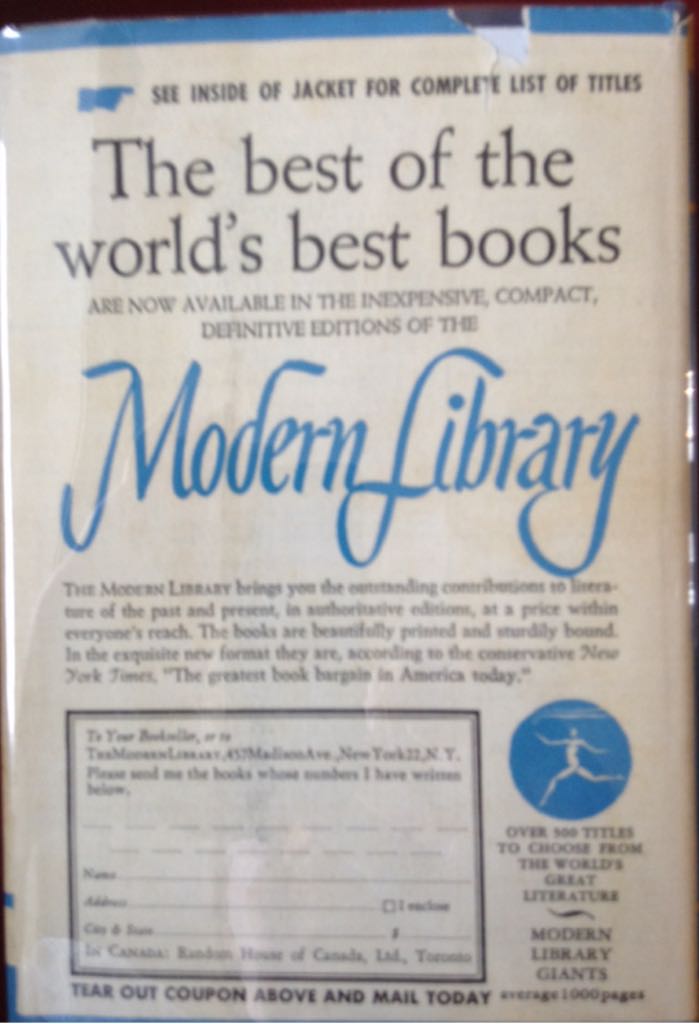 SEE INSIDE OF JACKET FOR COMPLETE LIST OF TITLES
The best of the
world's best books
ARE NOW AVAILABLE IN THE INEXPENSIVE, COMPACT,
DEFINITIVE EDITIONS OF THE
Modern Library
THE MODERN LIBRARY brings you the outstanding contributions to litera-
ture of the past and present, in authoritative editions, at a price within
everyone's reach. The books are beautifully printed and sturdily bound.
In the exquisite new format they are, according to the conservative New
York Times, "The greatest book bargain in America today."
To Your Bookseller, or to
THE MODERN LIBRARY, 457 Madison Ave., New York 22, N. Y.
Please send me the books whose numbers I have written
below.
Name
Address □ I enclose
City & State $
IN CANADA: Random House of Canada, Ltd., Toronto
TEAR OUT COUPON ABOVE AND MAIL TODAY
OVER 300 TITLES
TO CHOOSE FROM
THE WORLD'S
GREAT
LITERATURE
MODERN
LIBRARY
GIANTS
average 1000 pages